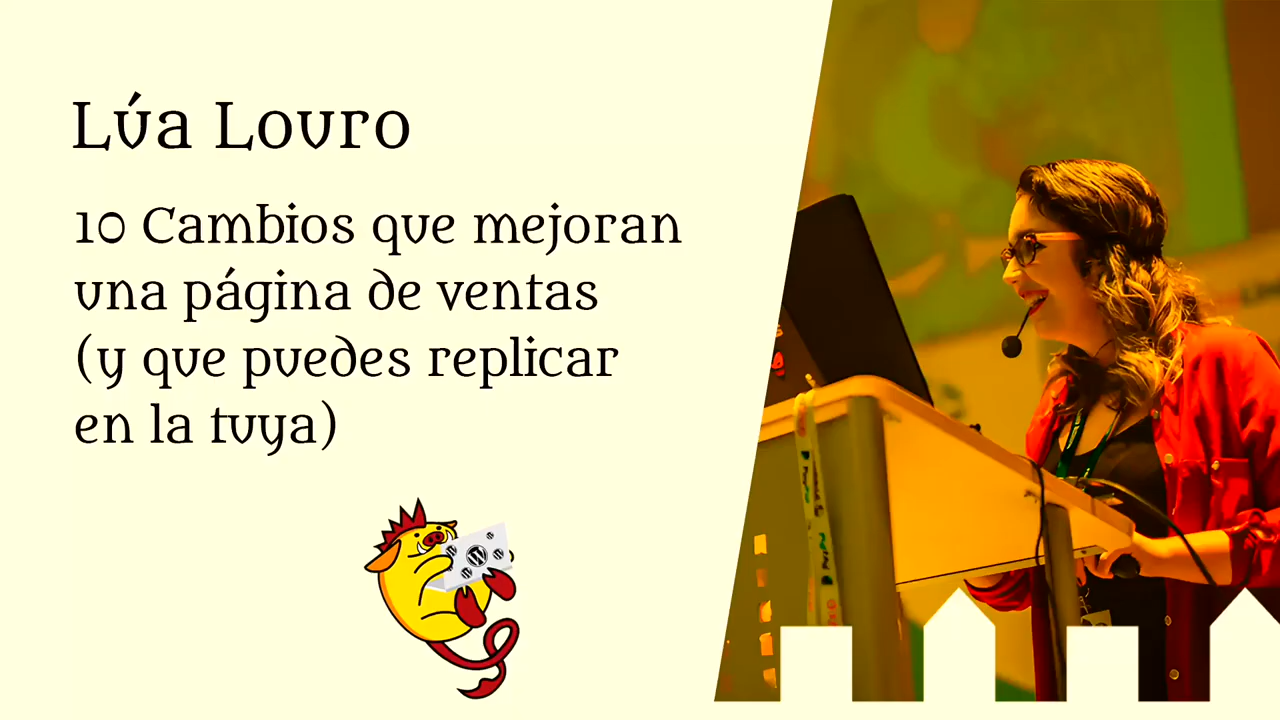 Lúa Louro
10 Cambios que mejoran
una página de ventas
(y que puedes replicar
en la tuya)